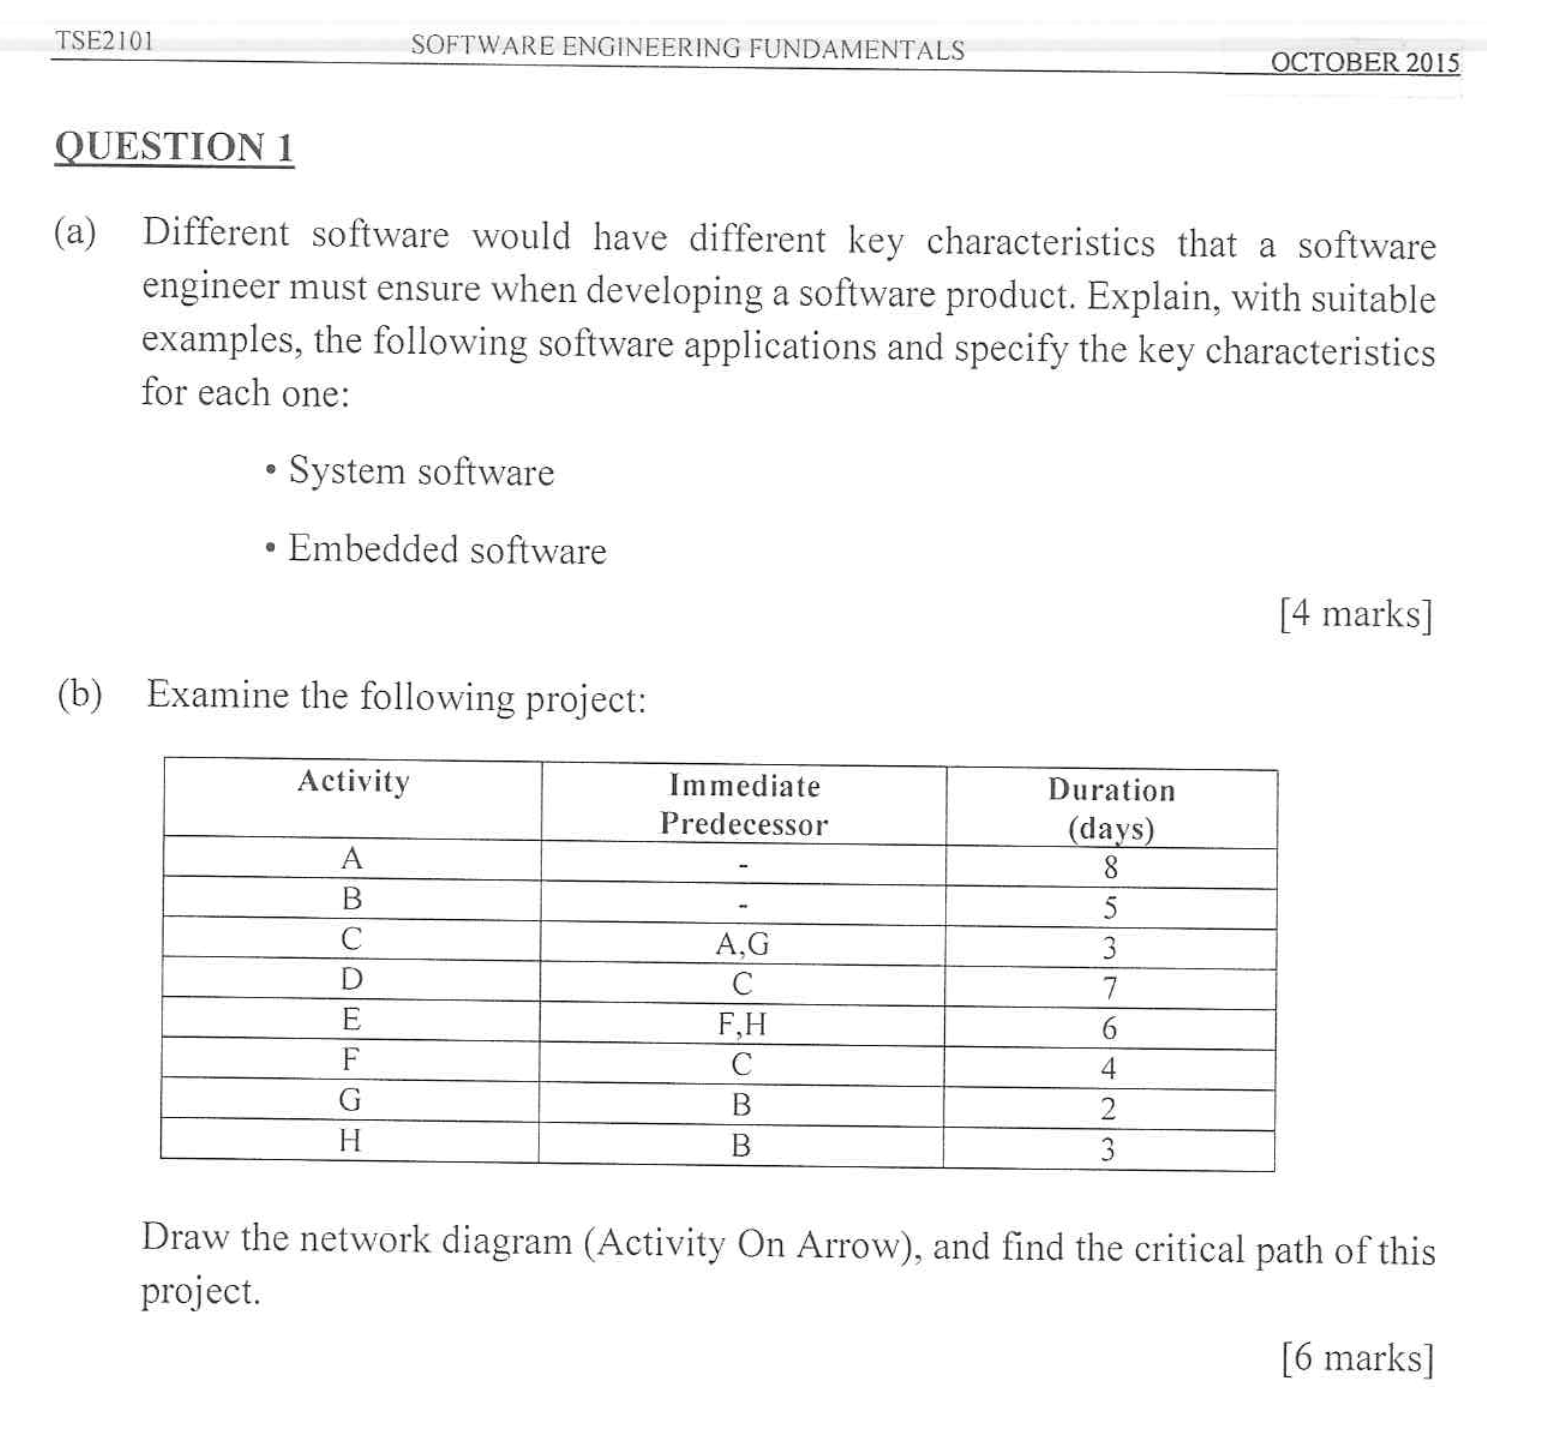 TSE2101 SOFTWARE ENGINEERING FUNDAMENTALS OCTOBER 2015
QUESTION 1
(a) Different software would have different key characteristics that a software
engineer must ensure when developing a software product. Explain, with suitable
examples, the following software applications and specify the key characteristics
for each one:
• System software
• Embedded software
[4 marks]
(b) Examine the following project:
Activity Immediate Predecessor Duration (days)
A - 8
B - 5
C A,G 3
D C 7
E F,H 6
F C 4
G B 2
H B 3
Draw the network diagram (Activity On Arrow), and find the critical path of this
project.
[6 marks]